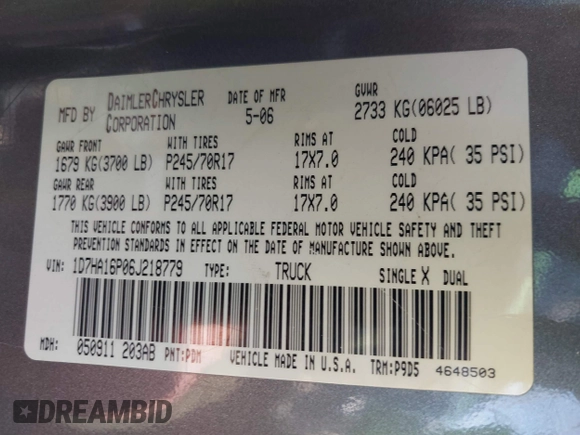 MFD BY DAIMLERCHRYSLER CORPORATION DATE OF MFR 5-06 GVWR 2733 KG(06025 LB)
GAWR FRONT WITH TIRES RIMS AT COLD
1679 KG(3700 LB) P245/70R17 17X7.0 240 KPA( 35 PSI)
GAWR REAR WITH TIRES RIMS AT COLD
1770 KG(3900 LB) P245/70R17 17X7.0 240 KPA( 35 PSI)
THIS VEHICLE CONFORMS TO ALL APPLICABLE FEDERAL MOTOR VEHICLE SAFETY AND THEFT
PREVENTION STANDARDS IN EFFECT ON THE DATE OF MANUFACTURE SHOWN ABOVE.
VIN: 1D7HA16P06J218779 TYPE: TRUCK SINGLE X DUAL
MDH: 050911 203AB PNT:PDM VEHICLE MADE IN U.S.A. TRM:P9D5 4648503
DREAMBID